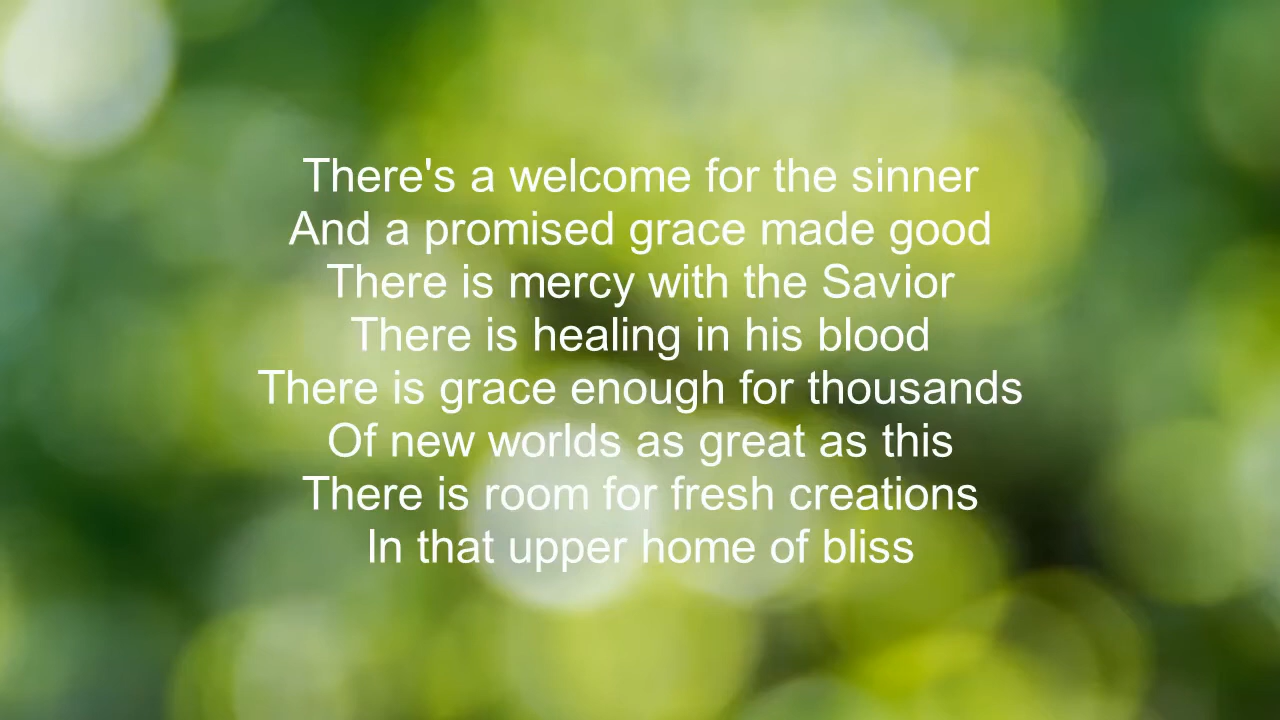 There's a welcome for the sinner
And a promised grace made good
There is mercy with the Savior
There is healing in his blood
There is grace enough for thousands
Of new worlds as great as this
There is room for fresh creations
In that upper home of bliss